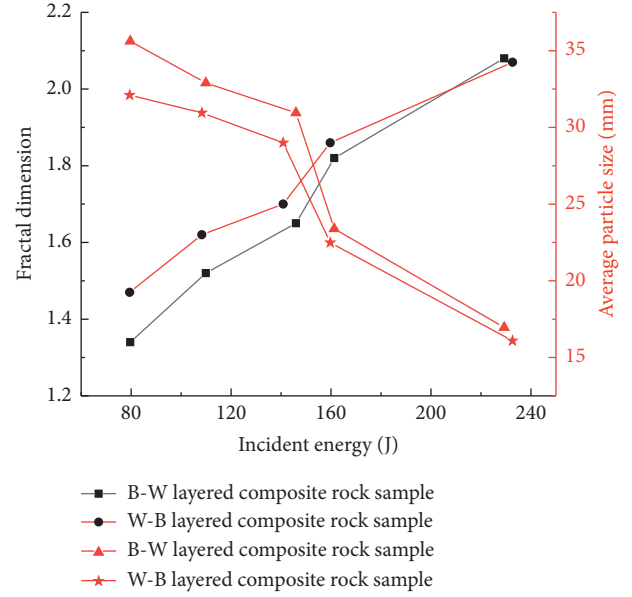 2.2
2.0
1.8
1.6
1.4
1.2
Fractal dimension
35
30
25
20
15
Average particle size (mm)
80 120 160 200 240
Incident energy (J)
B-W layered composite rock sample
W-B layered composite rock sample
B-W layered composite rock sample
W-B layered composite rock sample